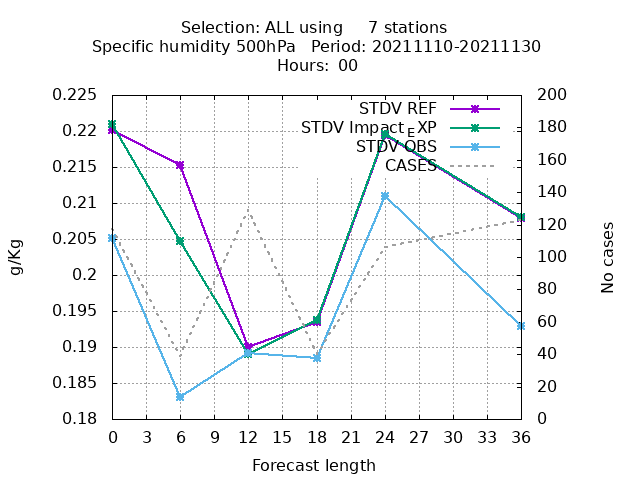 Selection: ALL using 7 stations
Specific humidity 500hPa Period: 20211110-20211130
Hours: 00
STDV REF
STDV Impact_EXP
STDV OBS
CASES
0.225
0.22
0.215
0.21
0.205
0.2
0.195
0.19
0.185
0.18
200
180
160
140
120
100
80
60
40
20
0
g/Kg
No cases
0 3 6 9 12 15 18 21 24 27 30 33 36
Forecast length